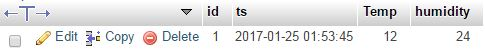 id ts Temp humidity
Edit Copy Delete 1 2017-01-25 01:53:45 12 24